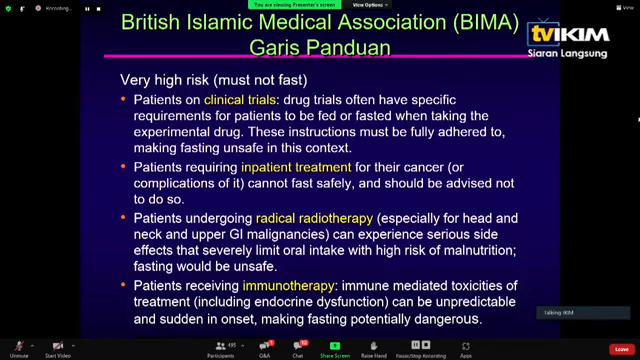 Recording...
You are viewing Presenter's screen
View Options
View
British Islamic Medical Association (BIMA)
Garis Panduan
tvIKIM
Siaran Langsung
Very high risk (must not fast)
• Patients on clinical trials: drug trials often have specific
requirements for patients to be fed or fasted when taking the
experimental drug. These instructions must be fully adhered to,
making fasting unsafe in this context.
• Patients requiring inpatient treatment for their cancer (or
complications of it) cannot fast safely, and should be advised not
to do so.
• Patients undergoing radical radiotherapy (especially for head and
neck and upper GI malignancies) can experience serious side
effects that severely limit oral intake with high risk of malnutrition;
fasting would be unsafe.
• Patients receiving immunotherapy: immune mediated toxicities of
treatment (including endocrine dysfunction) can be unpredictable
and sudden in onset, making fasting potentially dangerous.
Talking: IKIM
495
Unmute
Start Video
Participants
Q&A
Chat
Share Screen
Raise Hand
Pause/Stop Recording
Apps
Leave